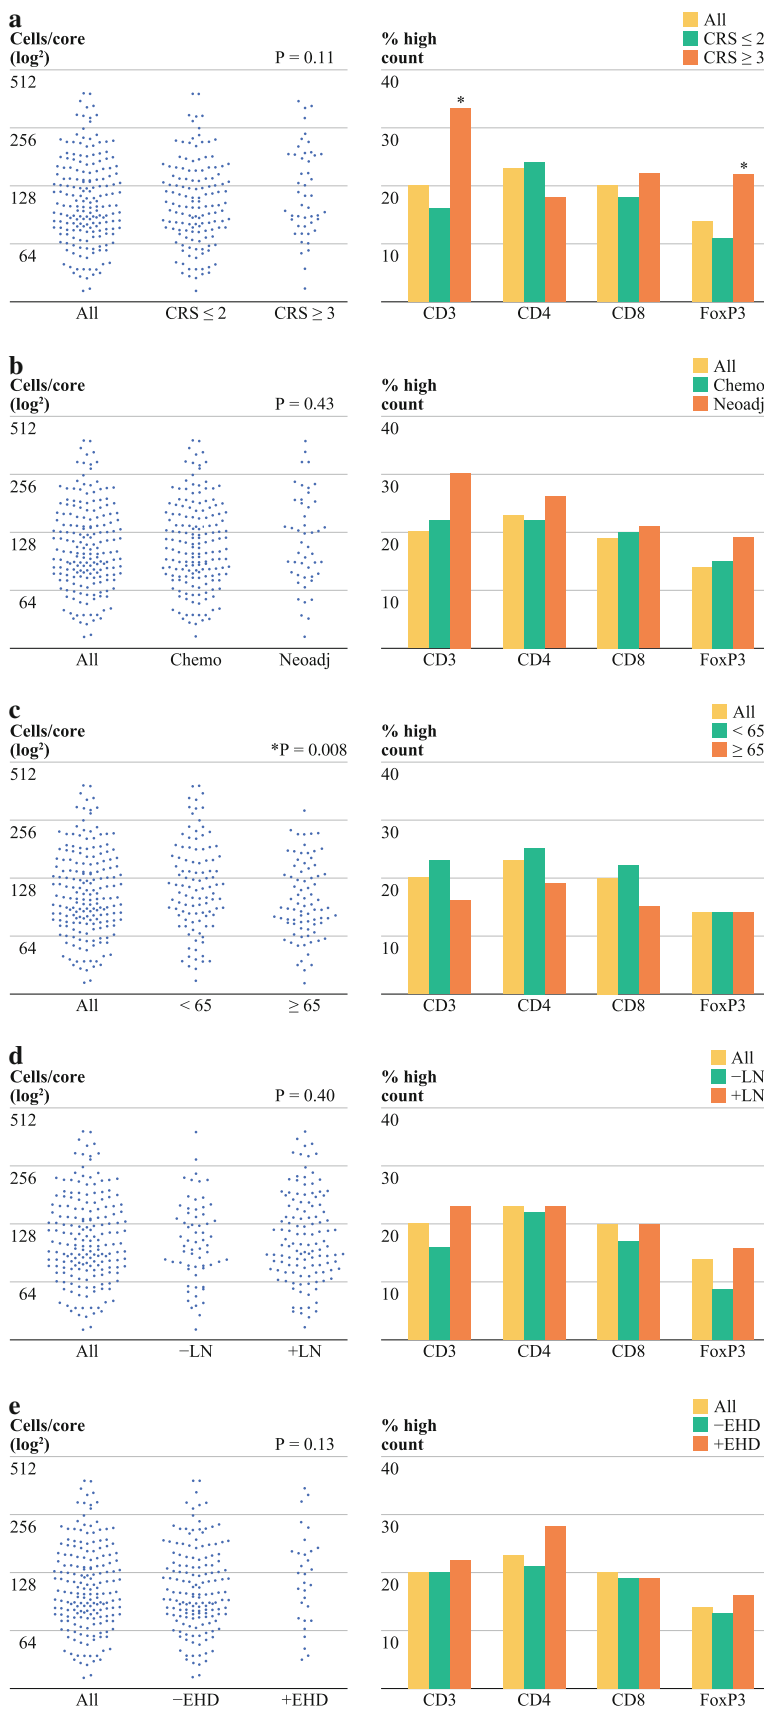 a
Cells/core
(log²)
P = 0.11
512
256
128
64
All
CRS ≤ 2
CRS ≥ 3
% high
count
All
CRS ≤ 2
CRS ≥ 3
40
30
20
10
*
*
CD3
CD4
CD8
FoxP3
b
Cells/core
(log²)
P = 0.43
512
256
128
64
All
Chemo
Neoadj
% high
count
All
Chemo
Neoadj
40
30
20
10
CD3
CD4
CD8
FoxP3
c
Cells/core
(log²)
*P = 0.008
512
256
128
64
All
< 65
≥ 65
% high
count
All
< 65
≥ 65
40
30
20
10
CD3
CD4
CD8
FoxP3
d
Cells/core
(log²)
P = 0.40
512
256
128
64
All
−LN
+LN
% high
count
All
−LN
+LN
40
30
20
10
CD3
CD4
CD8
FoxP3
e
Cells/core
(log²)
P = 0.13
512
256
128
64
All
−EHD
+EHD
% high
count
All
−EHD
+EHD
40
30
20
10
CD3
CD4
CD8
FoxP3